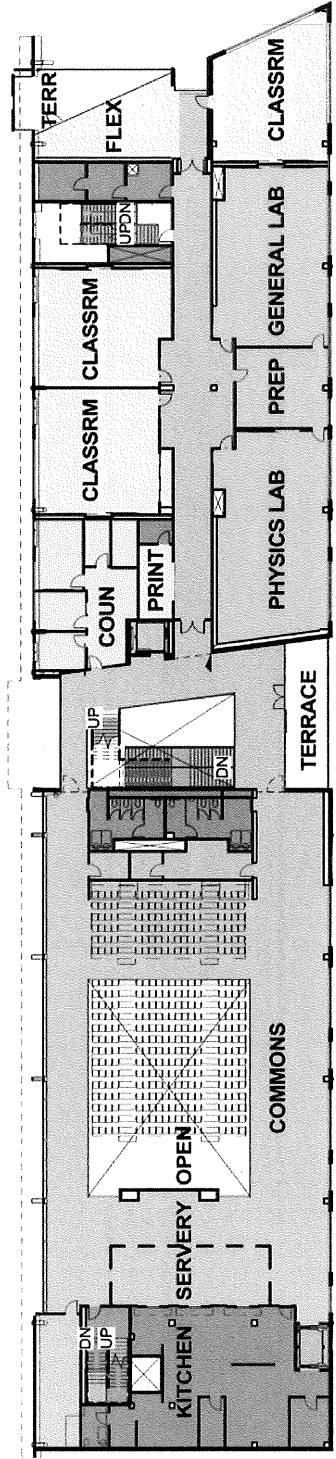 TERR
FLEX
CLASSRM
UP
DN
GENERAL LAB
CLASSRM
PREP
CLASSRM
PHYSICS LAB
PRINT
COUN
TERRACE
UP
DN
COMMONS
OPEN
SERVERY
KITCHEN
DN
UP